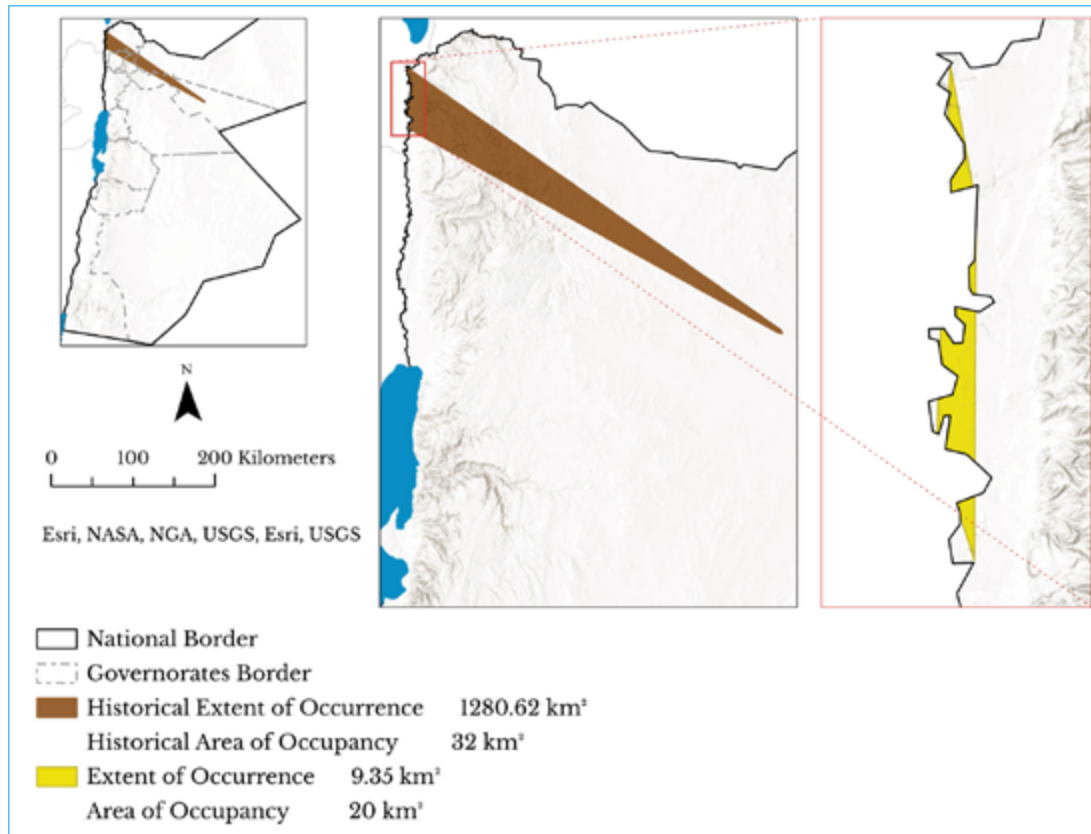 N
0 100 200 Kilometers
Esri, NASA, NGA, USGS, Esri, USGS
National Border
Governorates Border
Historical Extent of Occurrence 1280.62 km²
Historical Area of Occupancy 32 km²
Extent of Occurrence 9.35 km²
Area of Occupancy 20 km²